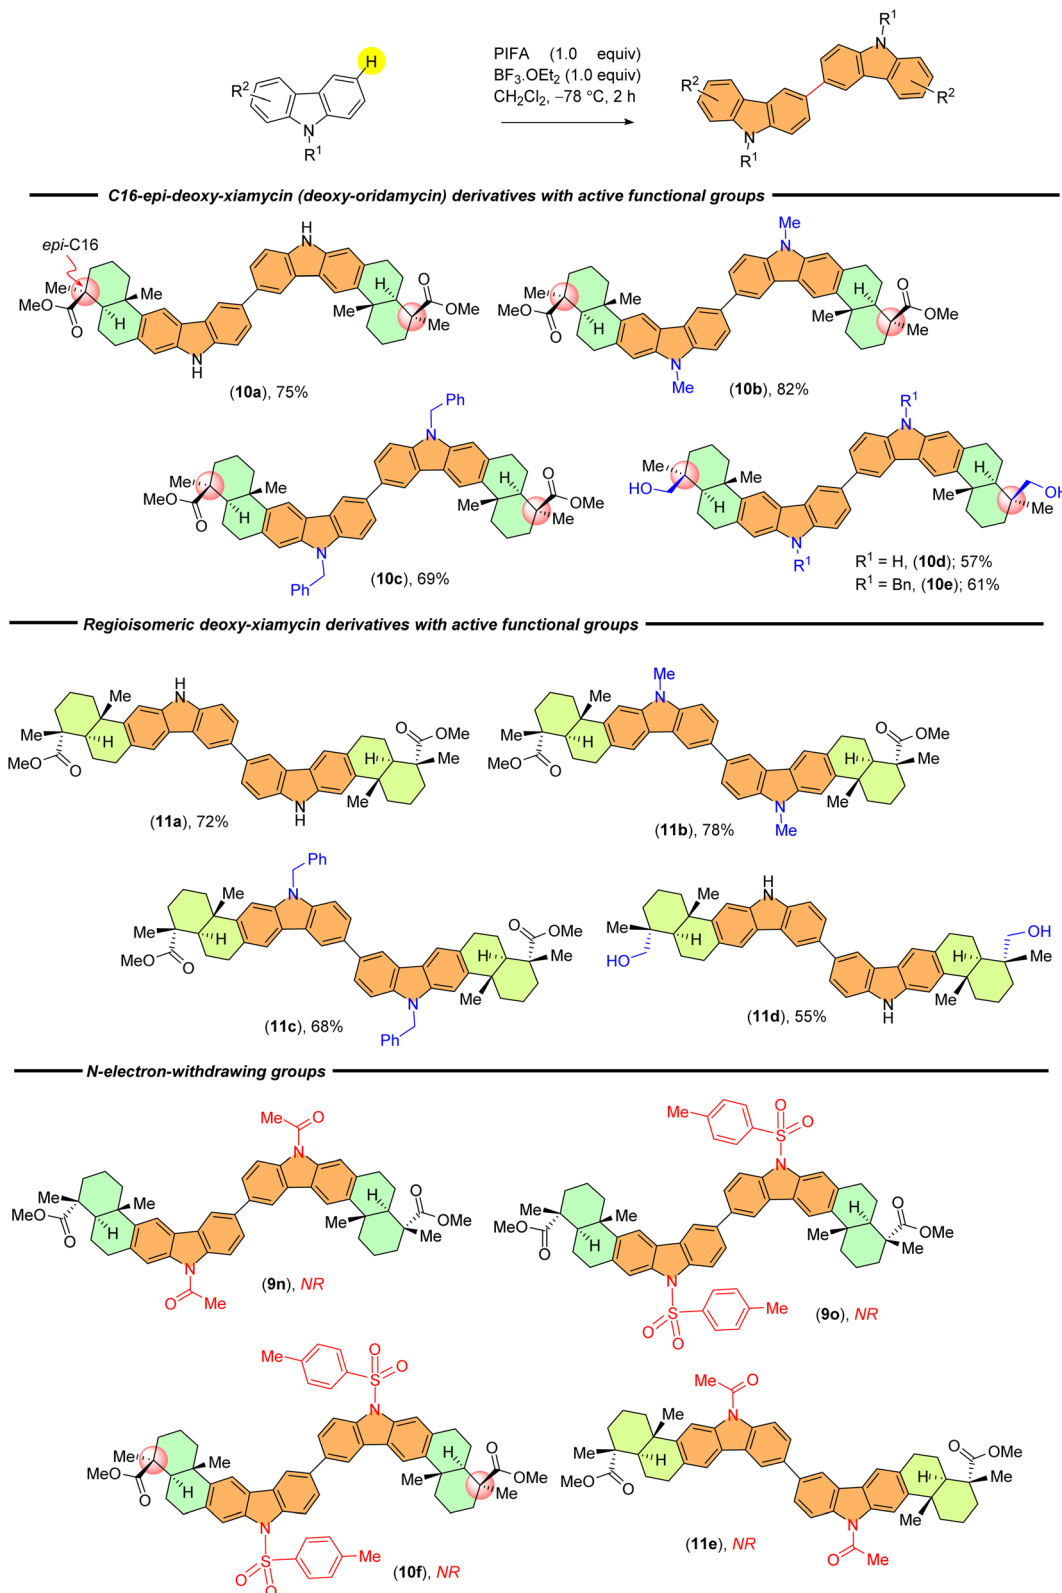 H
R²
N
R¹
PIFA (1.0 equiv)
BF₃.OEt₂ (1.0 equiv)
CH₂Cl₂, –78 °C, 2 h
R¹
N
R²
R²
N
R¹
C16-epi-deoxy-xiamycin (deoxy-oridamycin) derivatives with active functional groups
epi-C16
Me
Me
MeO
O
H
N
H
H
N
H
Me
O
OMe
Me
(10a), 75%
Me
Me
MeO
O
H
N
Me
Me
N
H
Me
O
OMe
Me
(10b), 82%
Me
Me
MeO
O
H
N
Ph
Ph
N
H
Me
O
OMe
Me
(10c), 69%
Me
Me
HO
H
N
R¹
R¹
N
H
Me
OH
Me
R¹ = H, (10d); 57%
R¹ = Bn, (10e); 61%
Regioisomeric deoxy-xiamycin derivatives with active functional groups
Me
H
N
Me
H
MeO
O
O
OMe
H
Me
N
H
Me
(11a), 72%
Me
Me
N
Me
H
MeO
O
O
OMe
H
Me
N
Me
Me
(11b), 78%
Ph
Me
N
Me
H
MeO
O
O
OMe
H
Me
N
Me
Ph
(11c), 68%
Me
H
N
Me
H
HO
OH
H
Me
N
H
Me
(11d), 55%
N-electron-withdrawing groups
Me
O
N
Me
Me
MeO
O
H
N
O
Me
H
Me
O
OMe
Me
(9n), NR
Me
O
O
S
N
Me
Me
MeO
O
H
N
S
O
O
Me
H
Me
O
OMe
Me
(9o), NR
Me
O
O
S
N
Me
Me
MeO
O
H
N
S
O
O
Me
H
Me
O
OMe
Me
(10f), NR
Me
O
N
Me
Me
H
MeO
O
O
OMe
H
Me
Me
N
O
Me
(11e), NR